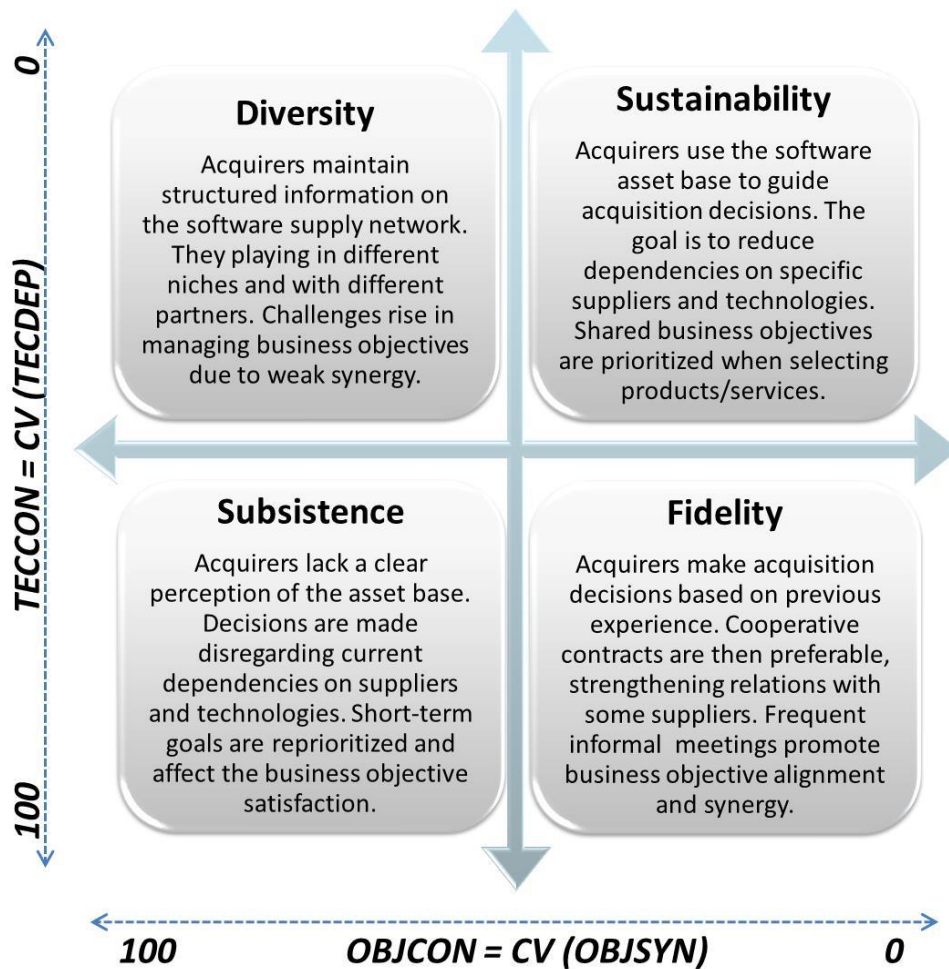 0
TECCON = CV (TECDEP)
100
Diversity
Acquirers maintain
structured information on
the software supply network.
They playing in different
niches and with different
partners. Challenges rise in
managing business objectives
due to weak synergy.
Sustainability
Acquirers use the software
asset base to guide
acquisition decisions. The
goal is to reduce
dependencies on specific
suppliers and technologies.
Shared business objectives
are prioritized when selecting
products/services.
Subsistence
Acquirers lack a clear
perception of the asset base.
Decisions are made
disregarding current
dependencies on suppliers
and technologies. Short-term
goals are reprioritized and
affect the business objective
satisfaction.
Fidelity
Acquirers make acquisition
decisions based on previous
experience. Cooperative
contracts are then preferable,
strengthening relations with
some suppliers. Frequent
informal  meetings promote
business objective alignment
and synergy.
100 OBJCON = CV (OBJSYN) 0